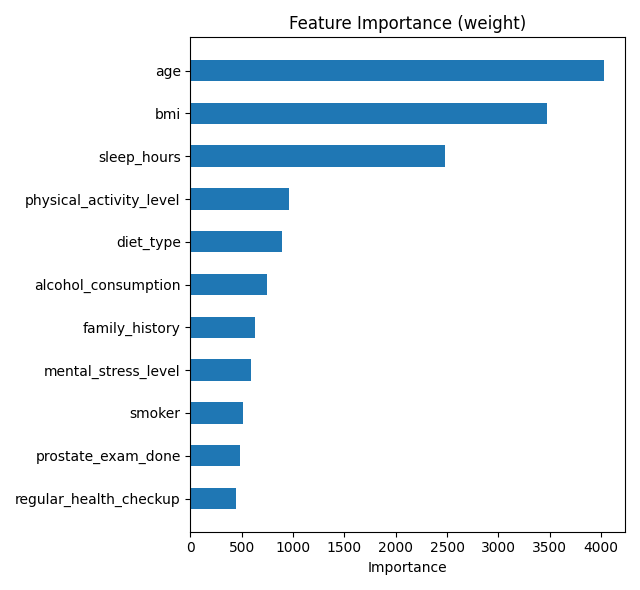 Feature Importance (weight)
age
bmi
sleep_hours
physical_activity_level
diet_type
alcohol_consumption
family_history
mental_stress_level
smoker
prostate_exam_done
regular_health_checkup
0 500 1000 1500 2000 2500 3000 3500 4000
Importance